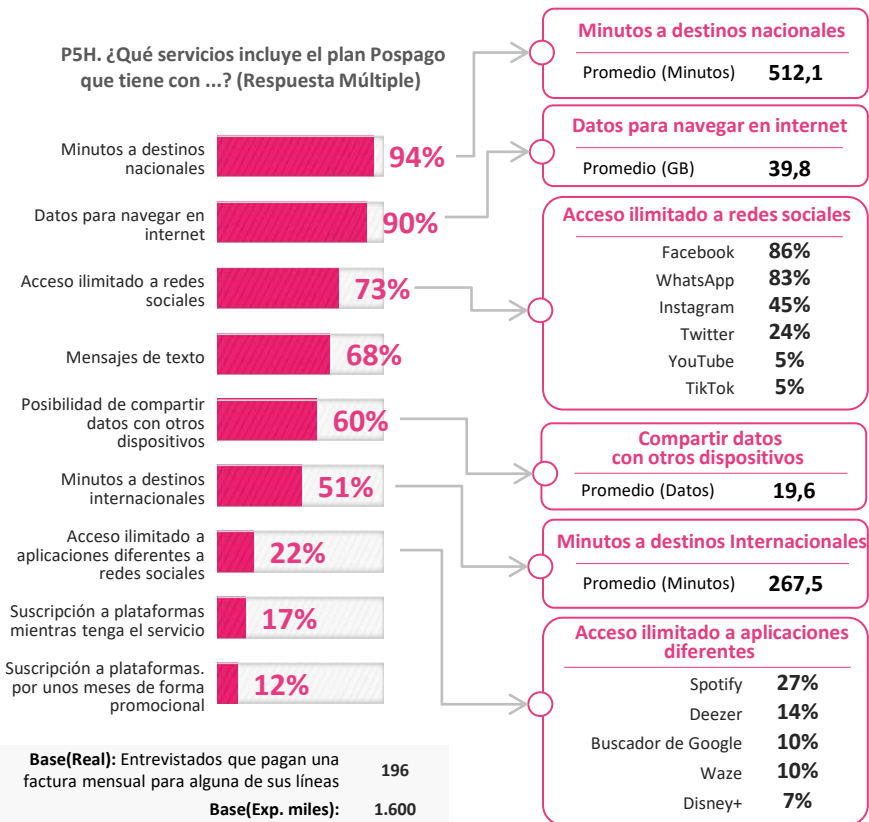 P5H. ¿Qué servicios incluye el plan Pospago
que tiene con ...? (Respuesta Múltiple)
Minutos a destinos
nacionales
94%
Datos para navegar en
internet
90%
Acceso ilimitado a redes
sociales
73%
Mensajes de texto
68%
Posibilidad de compartir
datos con otros
dispositivos
60%
Minutos a destinos
internacionales
51%
Acceso ilimitado a
aplicaciones diferentes a
redes sociales
22%
Suscripción a plataformas
mientras tenga el servicio
17%
Suscripción a plataformas.
por unos meses de forma
promocional
12%
Base(Real): Entrevistados que pagan una
factura mensual para alguna de sus líneas
196
Base(Exp. miles): 1.600
Minutos a destinos nacionales
Promedio (Minutos) 512,1
Datos para navegar en internet
Promedio (GB) 39,8
Acceso ilimitado a redes sociales
Facebook 86%
WhatsApp 83%
Instagram 45%
Twitter 24%
YouTube 5%
TikTok 5%
Compartir datos
con otros dispositivos
Promedio (Datos) 19,6
Minutos a destinos Internacionales
Promedio (Minutos) 267,5
Acceso ilimitado a aplicaciones
diferentes
Spotify 27%
Deezer 14%
Buscador de Google 10%
Waze 10%
Disney+ 7%